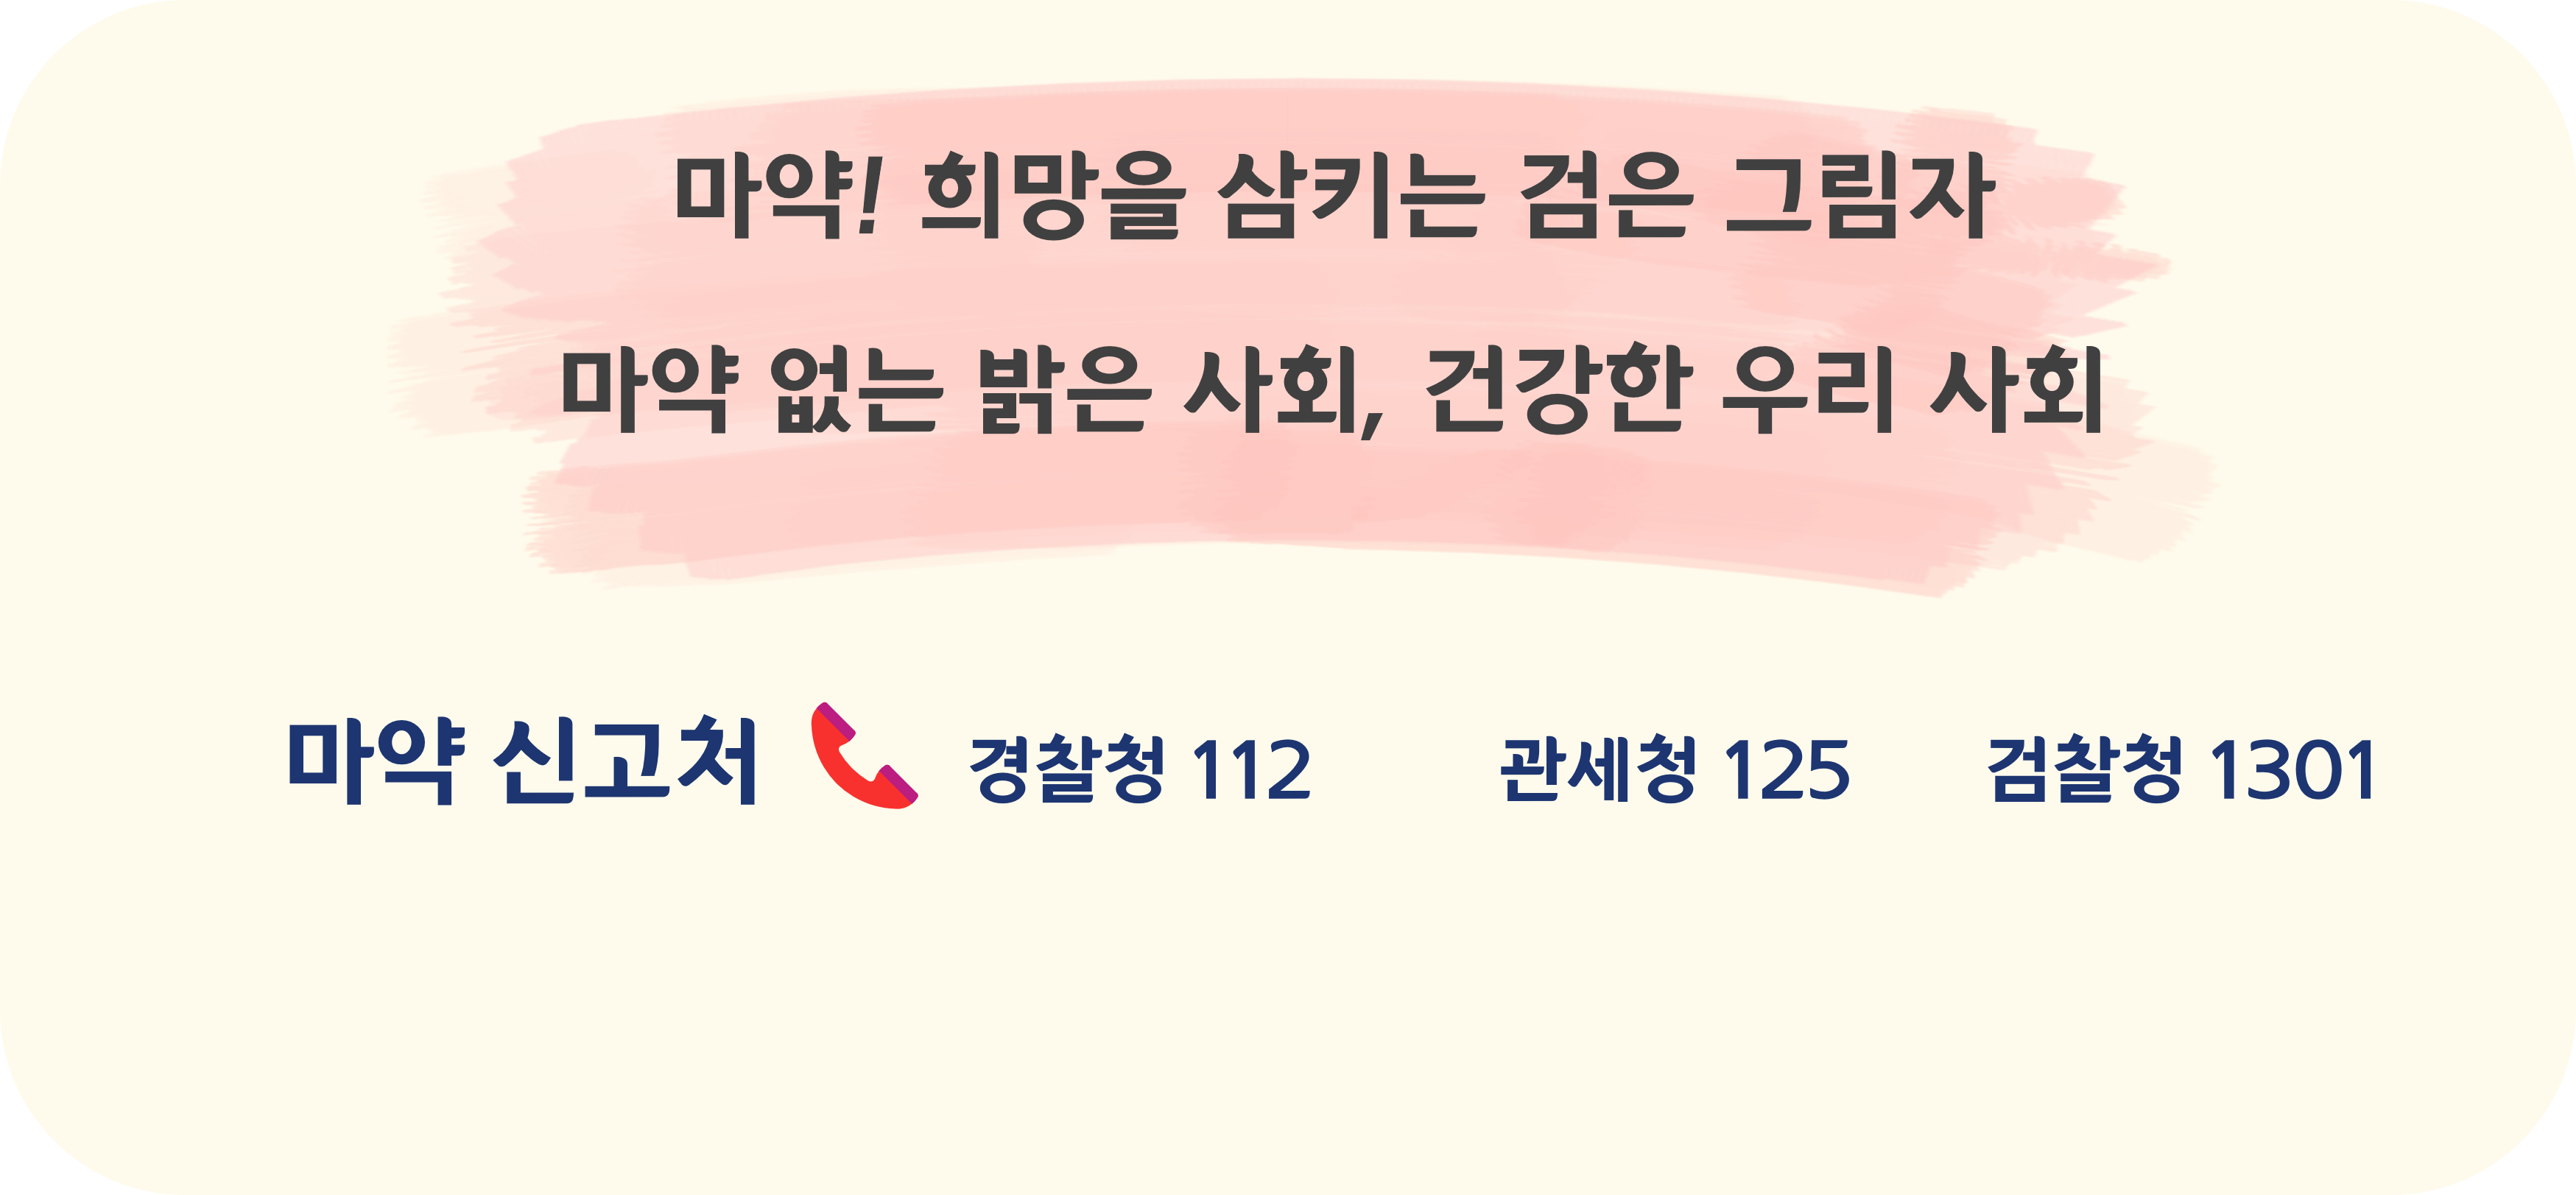 마약! 희망을 삼키는 검은 그림자
마약 없는 밝은 사회, 건강한 우리 사회
마약 신고처 경찰청 112 관세청 125 검찰청 1301